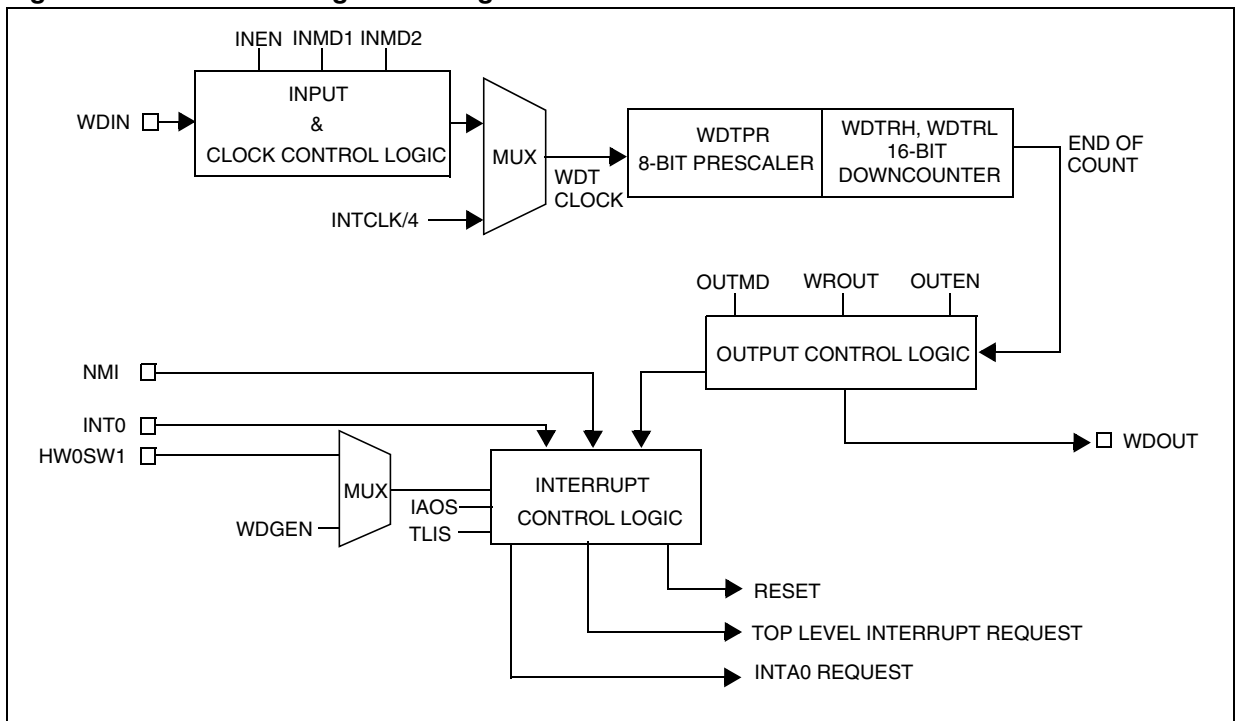 INEN INMD1 INMD2
INPUT
&
CLOCK CONTROL LOGIC
WDIN
MUX
INTCLK/4
WDT
CLOCK
WDTPR
8-BIT PRESCALER
WDTRH, WDTRL
16-BIT
DOWNCOUNTER
END OF
COUNT
OUTMD WROUT OUTEN
OUTPUT CONTROL LOGIC
NMI
INT0
HW0SW1
MUX
WDGEN
IAOS
TLIS
INTERRUPT
CONTROL LOGIC
WDOUT
RESET
TOP LEVEL INTERRUPT REQUEST
INTA0 REQUEST